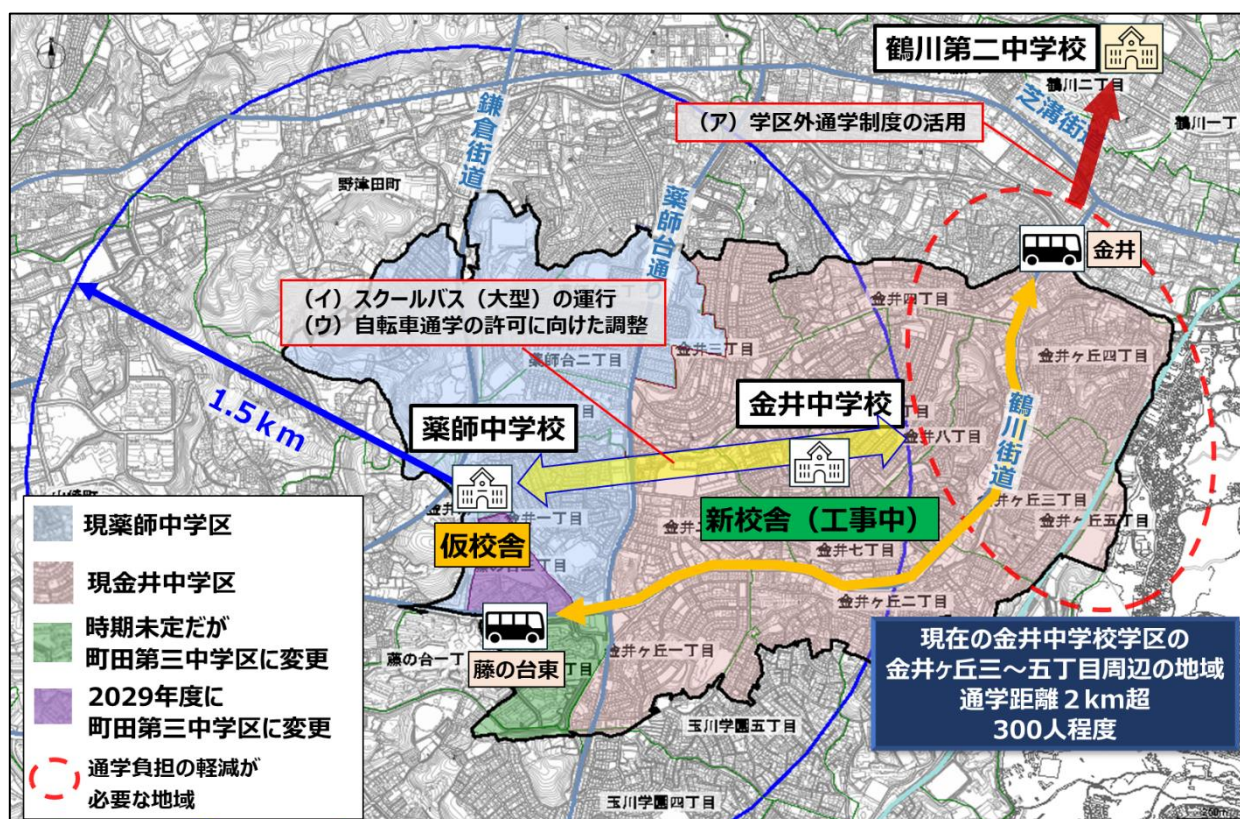 鶴川第二中学校
鶴川二丁目
鶴川一丁
芝溝街道
(ア)学区外通学制度の活用
鎌倉街道
野津田町
薬師台通り
金井
(イ)スクールバス(大型)の運行
(ウ)自転車通学の許可に向けた調整
金井四丁目
金井三丁目
金井ヶ丘四丁目
薬師台二丁目
1.5km
薬師中学校
金井中学校
金井八丁目
鶴川街道
仮校舎
金井一丁目
新校舎(工事中)
金井ヶ丘三丁目
金井ヶ丘五丁目
金井七丁目
金井ヶ丘二丁目
藤の台一丁
藤の台東
金井ヶ丘一丁目
玉川学園五丁目
玉川学園四丁目
現薬師中学区
現金井中学区
時期未定だが
町田第三中学区に変更
2029年度に
町田第三中学区に変更
通学負担の軽減が
必要な地域
現在の金井中学校学区の
金井ヶ丘三~五丁目周辺の地域
通学距離2km超
300人程度